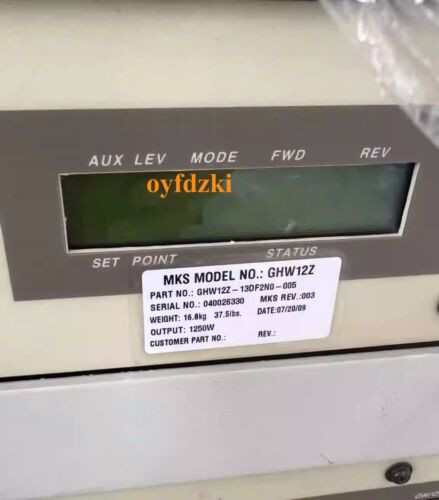 AUX LEV MODE FWD REV
oyfdzki
SET POINT STATUS
MKS MODEL NO.: GHW12Z
PART NO.: GHW12Z-13DF2N0-005
SERIAL NO.: 040026330 MKS REV.:003
WEIGHT: 16.8kg 37.5lbs. DATE:07/20/09
OUTPUT: 1250W
CUSTOMER PART NO.: REV.: